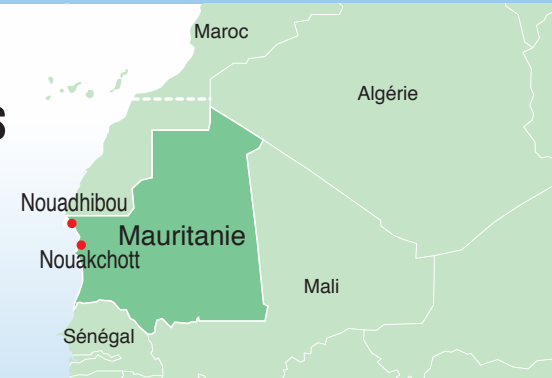 Maroc
Algérie
s
Nouadhibou
Mauritanie
Nouakchott
Mali
Sénégal